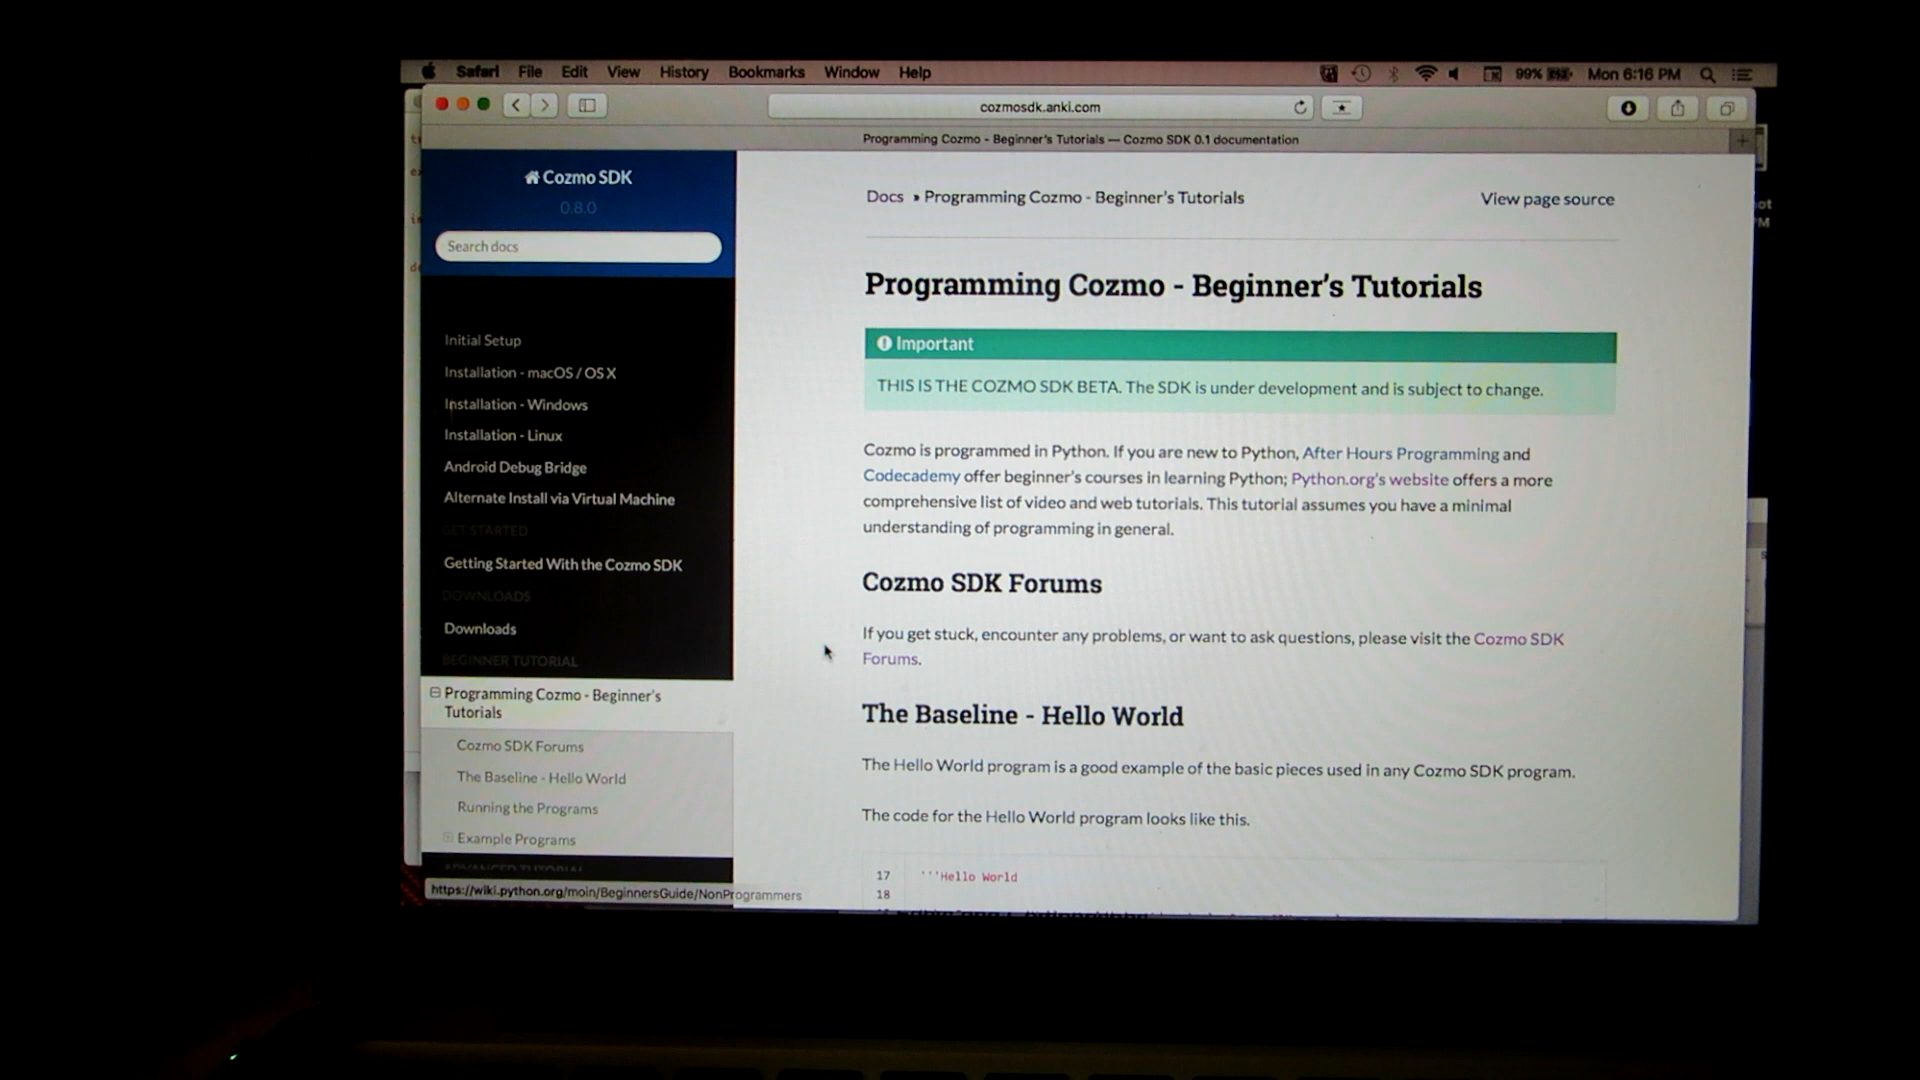 Safari File Edit View History Bookmarks Window Help 99% Mon 6:16 PM
cozmosdk.anki.com
Programming Cozmo - Beginner's Tutorials — Cozmo SDK 0.1 documentation
Cozmo SDK
0.8.0
Search docs
Initial Setup
Installation - macOS / OS X
Installation - Windows
Installation - Linux
Android Debug Bridge
Alternate Install via Virtual Machine
GET STARTED
Getting Started With the Cozmo SDK
DOWNLOADS
Downloads
BEGINNER TUTORIAL
Programming Cozmo - Beginner's
Tutorials
Cozmo SDK Forums
The Baseline - Hello World
Running the Programs
Example Programs
ADVANCED TUTORIAL
https://wiki.python.org/moin/BeginnersGuide/NonProgrammers
Docs » Programming Cozmo - Beginner's Tutorials View page source
Programming Cozmo - Beginner's Tutorials
Important
THIS IS THE COZMO SDK BETA. The SDK is under development and is subject to change.
Cozmo is programmed in Python. If you are new to Python, After Hours Programming and
Codecademy offer beginner's courses in learning Python; Python.org's website offers a more
comprehensive list of video and web tutorials. This tutorial assumes you have a minimal
understanding of programming in general.
Cozmo SDK Forums
If you get stuck, encounter any problems, or want to ask questions, please visit the Cozmo SDK
Forums.
The Baseline - Hello World
The Hello World program is a good example of the basic pieces used in any Cozmo SDK program.
The code for the Hello World program looks like this.
17 '''Hello World
18